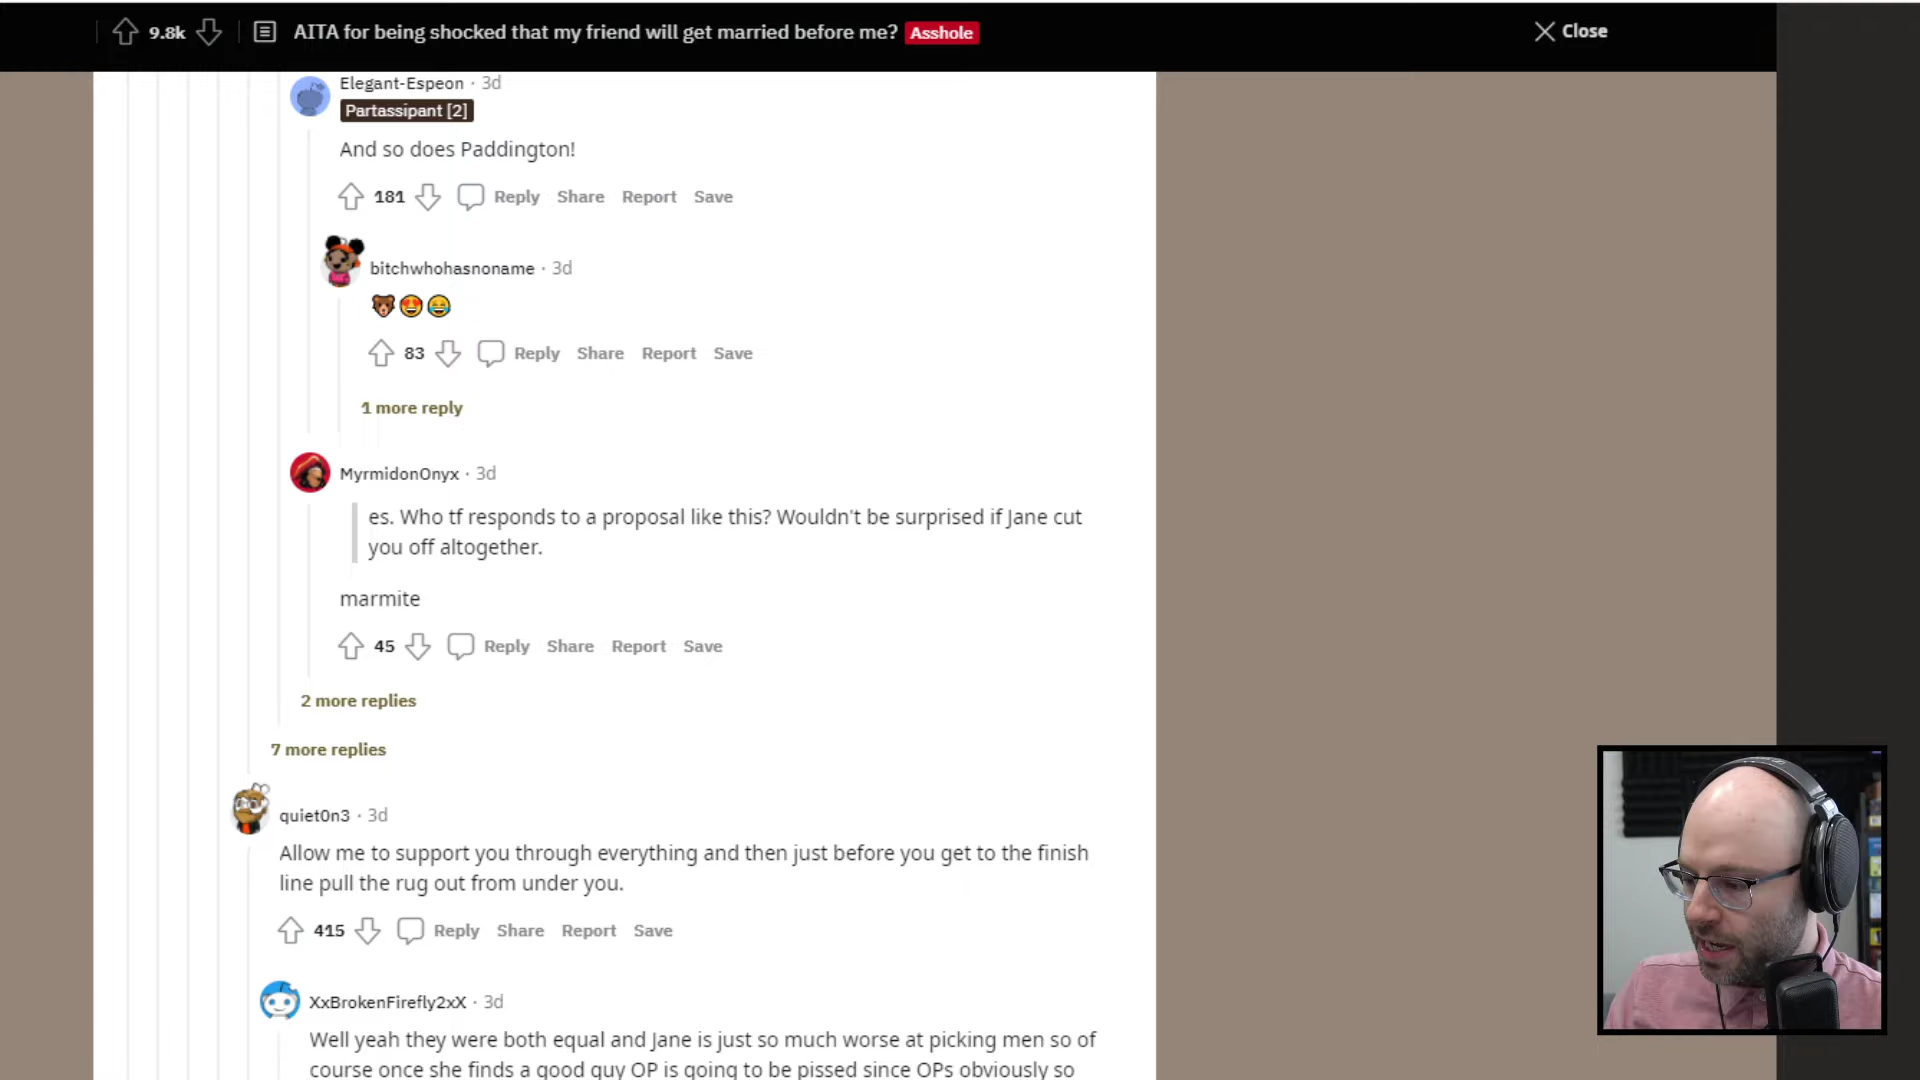 9.8k AITA for being shocked that my friend will get married before me? Asshole Close
Elegant-Espeon · 3d
Partassipant [2]
And so does Paddington!
181 Reply Share Report Save
bitchwhohasnoname · 3d
🐻😍😂
83 Reply Share Report Save
1 more reply
MyrmidonOnyx · 3d
es. Who tf responds to a proposal like this? Wouldn't be surprised if Jane cut
you off altogether.
marmite
45 Reply Share Report Save
2 more replies
7 more replies
quiet0n3 · 3d
Allow me to support you through everything and then just before you get to the finish
line pull the rug out from under you.
415 Reply Share Report Save
XxBrokenFirefly2xX · 3d
Well yeah they were both equal and Jane is just so much worse at picking men so of
course once she finds a good guy OP is going to be pissed since OPs obviously so